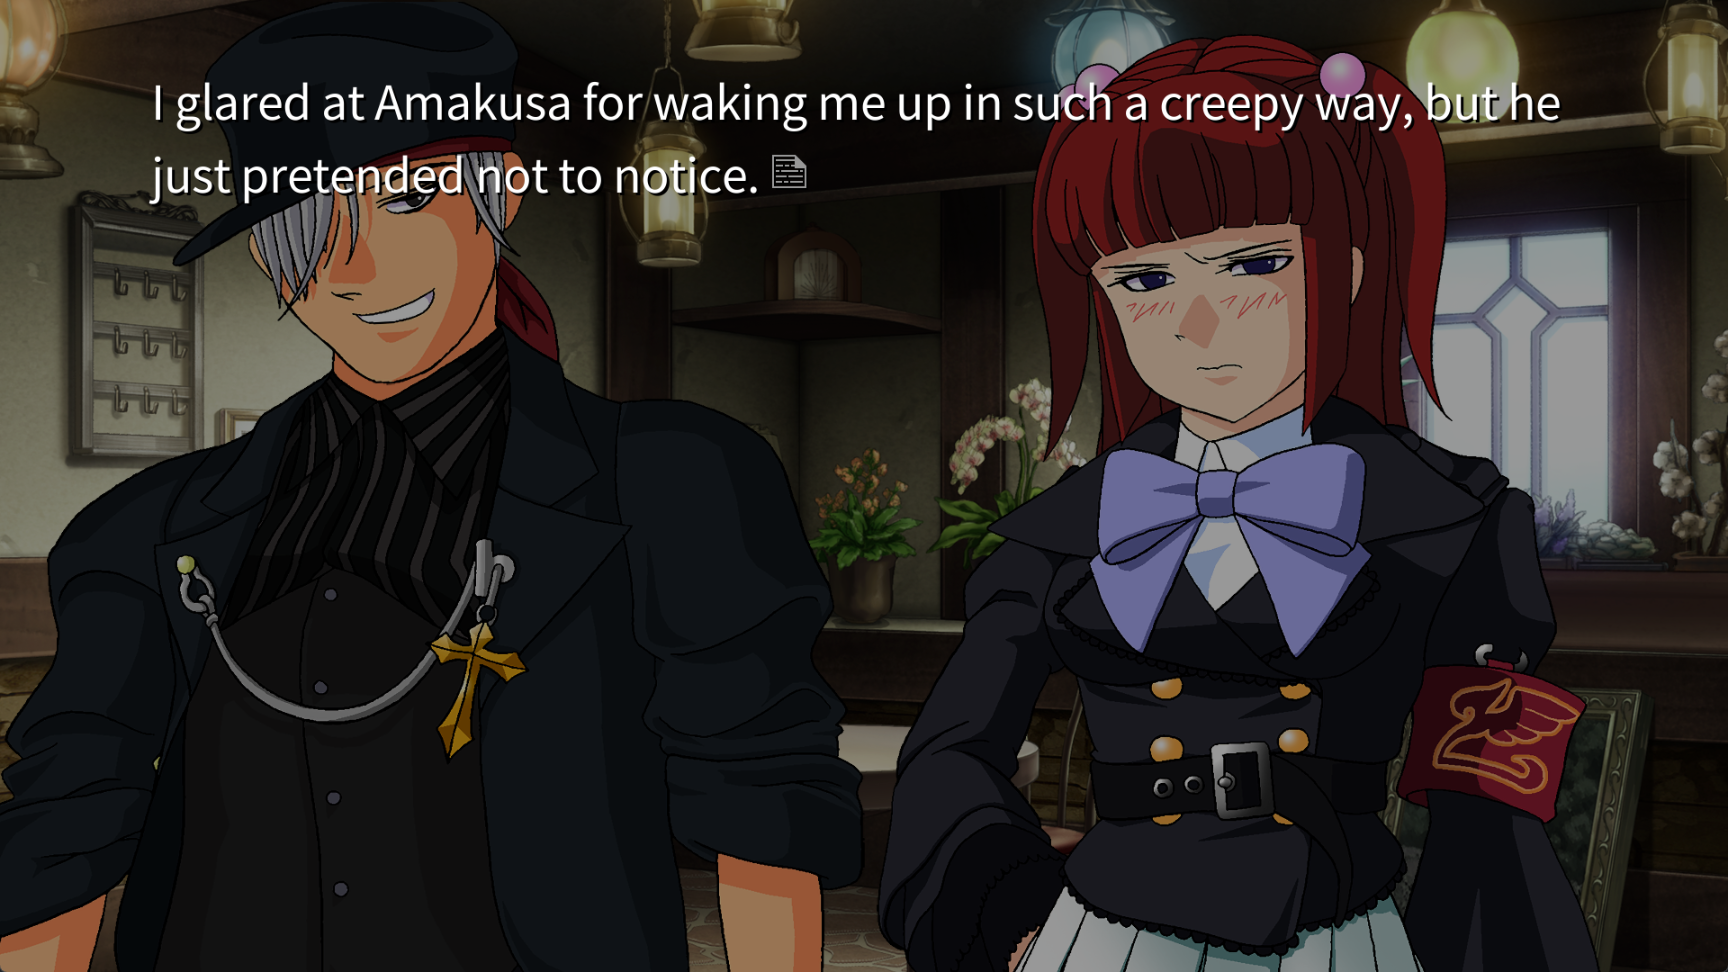 I glared at Amakusa for waking me up in such a creepy way, but he
just pretended not to notice.